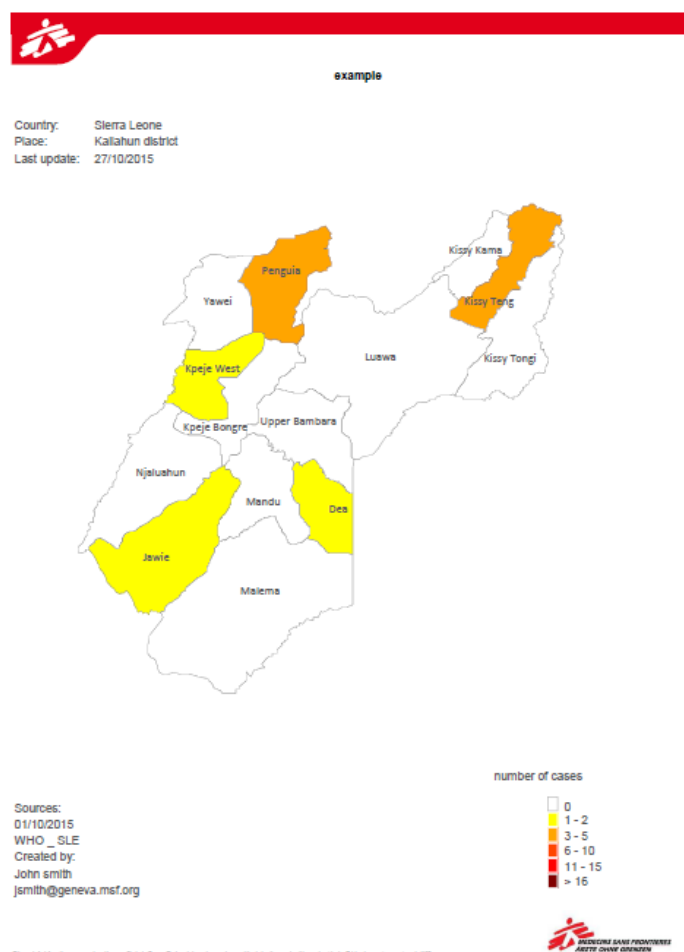 example
Country: Sierra Leone
Place: Kailahun district
Last update: 27/10/2015
Penguia
Kissy Kama
Yawei
Kissy Teng
Luawa
Kissy Tongi
Kpeje West
Upper Bambara
Kpeje Bongre
Njaluahun
Mandu
Dea
Jawie
Malema
number of cases
0
1 - 2
3 - 5
6 - 10
11 - 15
> 16
Sources:
01/10/2015
WHO _ SLE
Created by:
John smith
jsmith@geneva.msf.org
MEDECINS SANS FRONTIERES
ÄRZTE OHNE GRENZEN